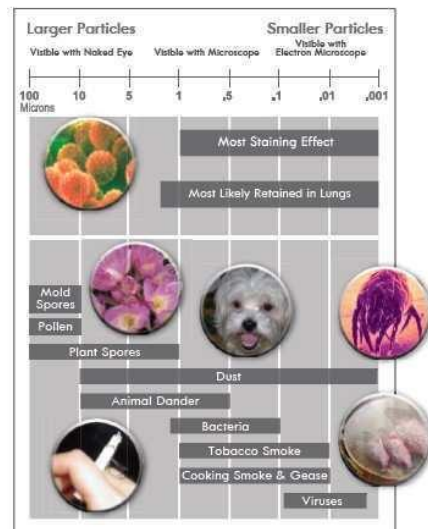 Larger Particles Smaller Particles
Visible with Naked Eye Visible with Microscope Visible with
Electron Microscope
100 10 5 1 .5 .1 .01 .001
Microns
Most Staining Effect
Most Likely Retained in Lungs
Mold
Spores
Pollen
Plant Spores
Dust
Animal Dander
Bacteria
Tobacco Smoke
Cooking Smoke & Gease
Viruses